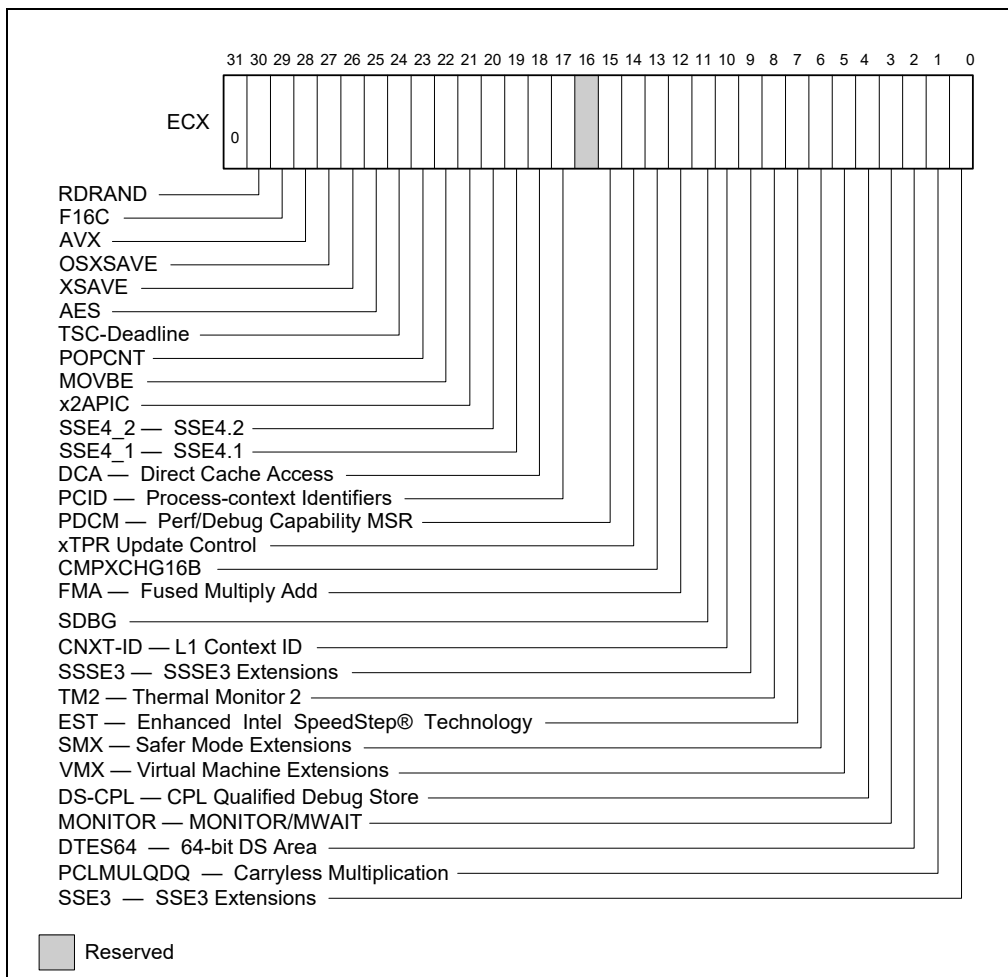 31 30 29 28 27 26 25 24 23 22 21 20 19 18 17 16 15 14 13 12 11 10 9 8 7 6 5 4 3 2 1 0
ECX
0
RDRAND
F16C
AVX
OSXSAVE
XSAVE
AES
TSC-Deadline
POPCNT
MOVBE
x2APIC
SSE4_2 — SSE4.2
SSE4_1 — SSE4.1
DCA — Direct Cache Access
PCID — Process-context Identifiers
PDCM — Perf/Debug Capability MSR
xTPR Update Control
CMPXCHG16B
FMA — Fused Multiply Add
SDBG
CNXT-ID — L1 Context ID
SSSE3 — SSSE3 Extensions
TM2 — Thermal Monitor 2
EST — Enhanced Intel SpeedStep® Technology
SMX — Safer Mode Extensions
VMX — Virtual Machine Extensions
DS-CPL — CPL Qualified Debug Store
MONITOR — MONITOR/MWAIT
DTES64 — 64-bit DS Area
PCLMULQDQ — Carryless Multiplication
SSE3 — SSE3 Extensions
Reserved